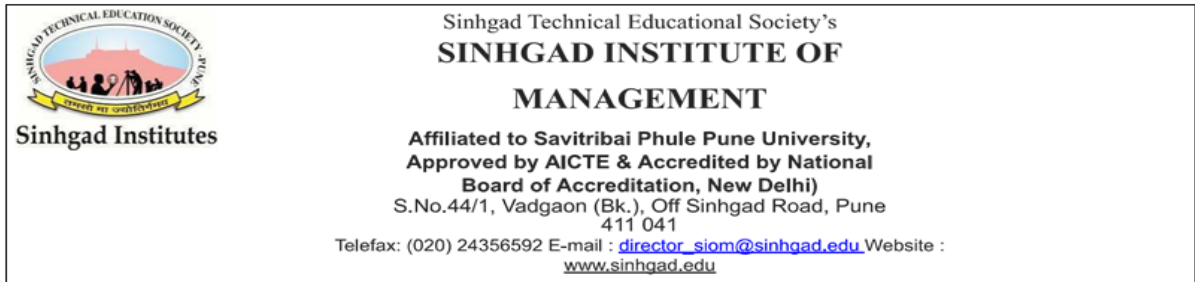 SINHGAD TECHNICAL EDUCATION SOCIETY - PUNE
तमसो मा ज्योतिर्गमय
Sinhgad Institutes
Sinhgad Technical Educational Society's
SINHGAD INSTITUTE OF
MANAGEMENT
Affiliated to Savitribai Phule Pune University,
Approved by AICTE & Accredited by National
Board of Accreditation, New Delhi)
S.No.44/1, Vadgaon (Bk.), Off Sinhgad Road, Pune
411 041
Telefax: (020) 24356592 E-mail : director_siom@sinhgad.edu Website :
www.sinhgad.edu